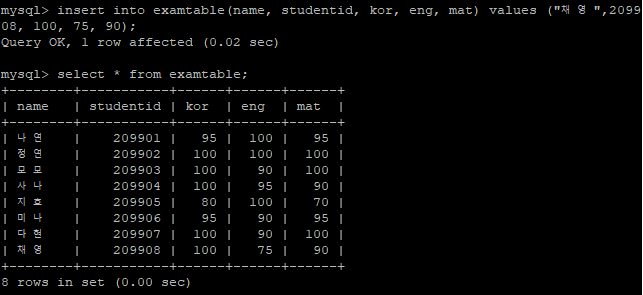 mysql> insert into examtable(name, studentid, kor, eng, mat) values ("채영",2099
08, 100, 75, 90);
Query OK, 1 row affected (0.02 sec)
mysql> select * from examtable;
+--------+-----------+------+------+------+
| name   | studentid | kor  | eng  | mat  |
+--------+-----------+------+------+------+
| 나연   |    209901 |   95 |  100 |   95 |
| 정연   |    209902 |  100 |  100 |  100 |
| 모모   |    209903 |  100 |   90 |  100 |
| 사나   |    209904 |  100 |   95 |   90 |
| 지효   |    209905 |   80 |  100 |   70 |
| 미나   |    209906 |   95 |   90 |   95 |
| 다현   |    209907 |  100 |   90 |  100 |
| 채영   |    209908 |  100 |   75 |   90 |
+--------+-----------+------+------+------+
8 rows in set (0.00 sec)